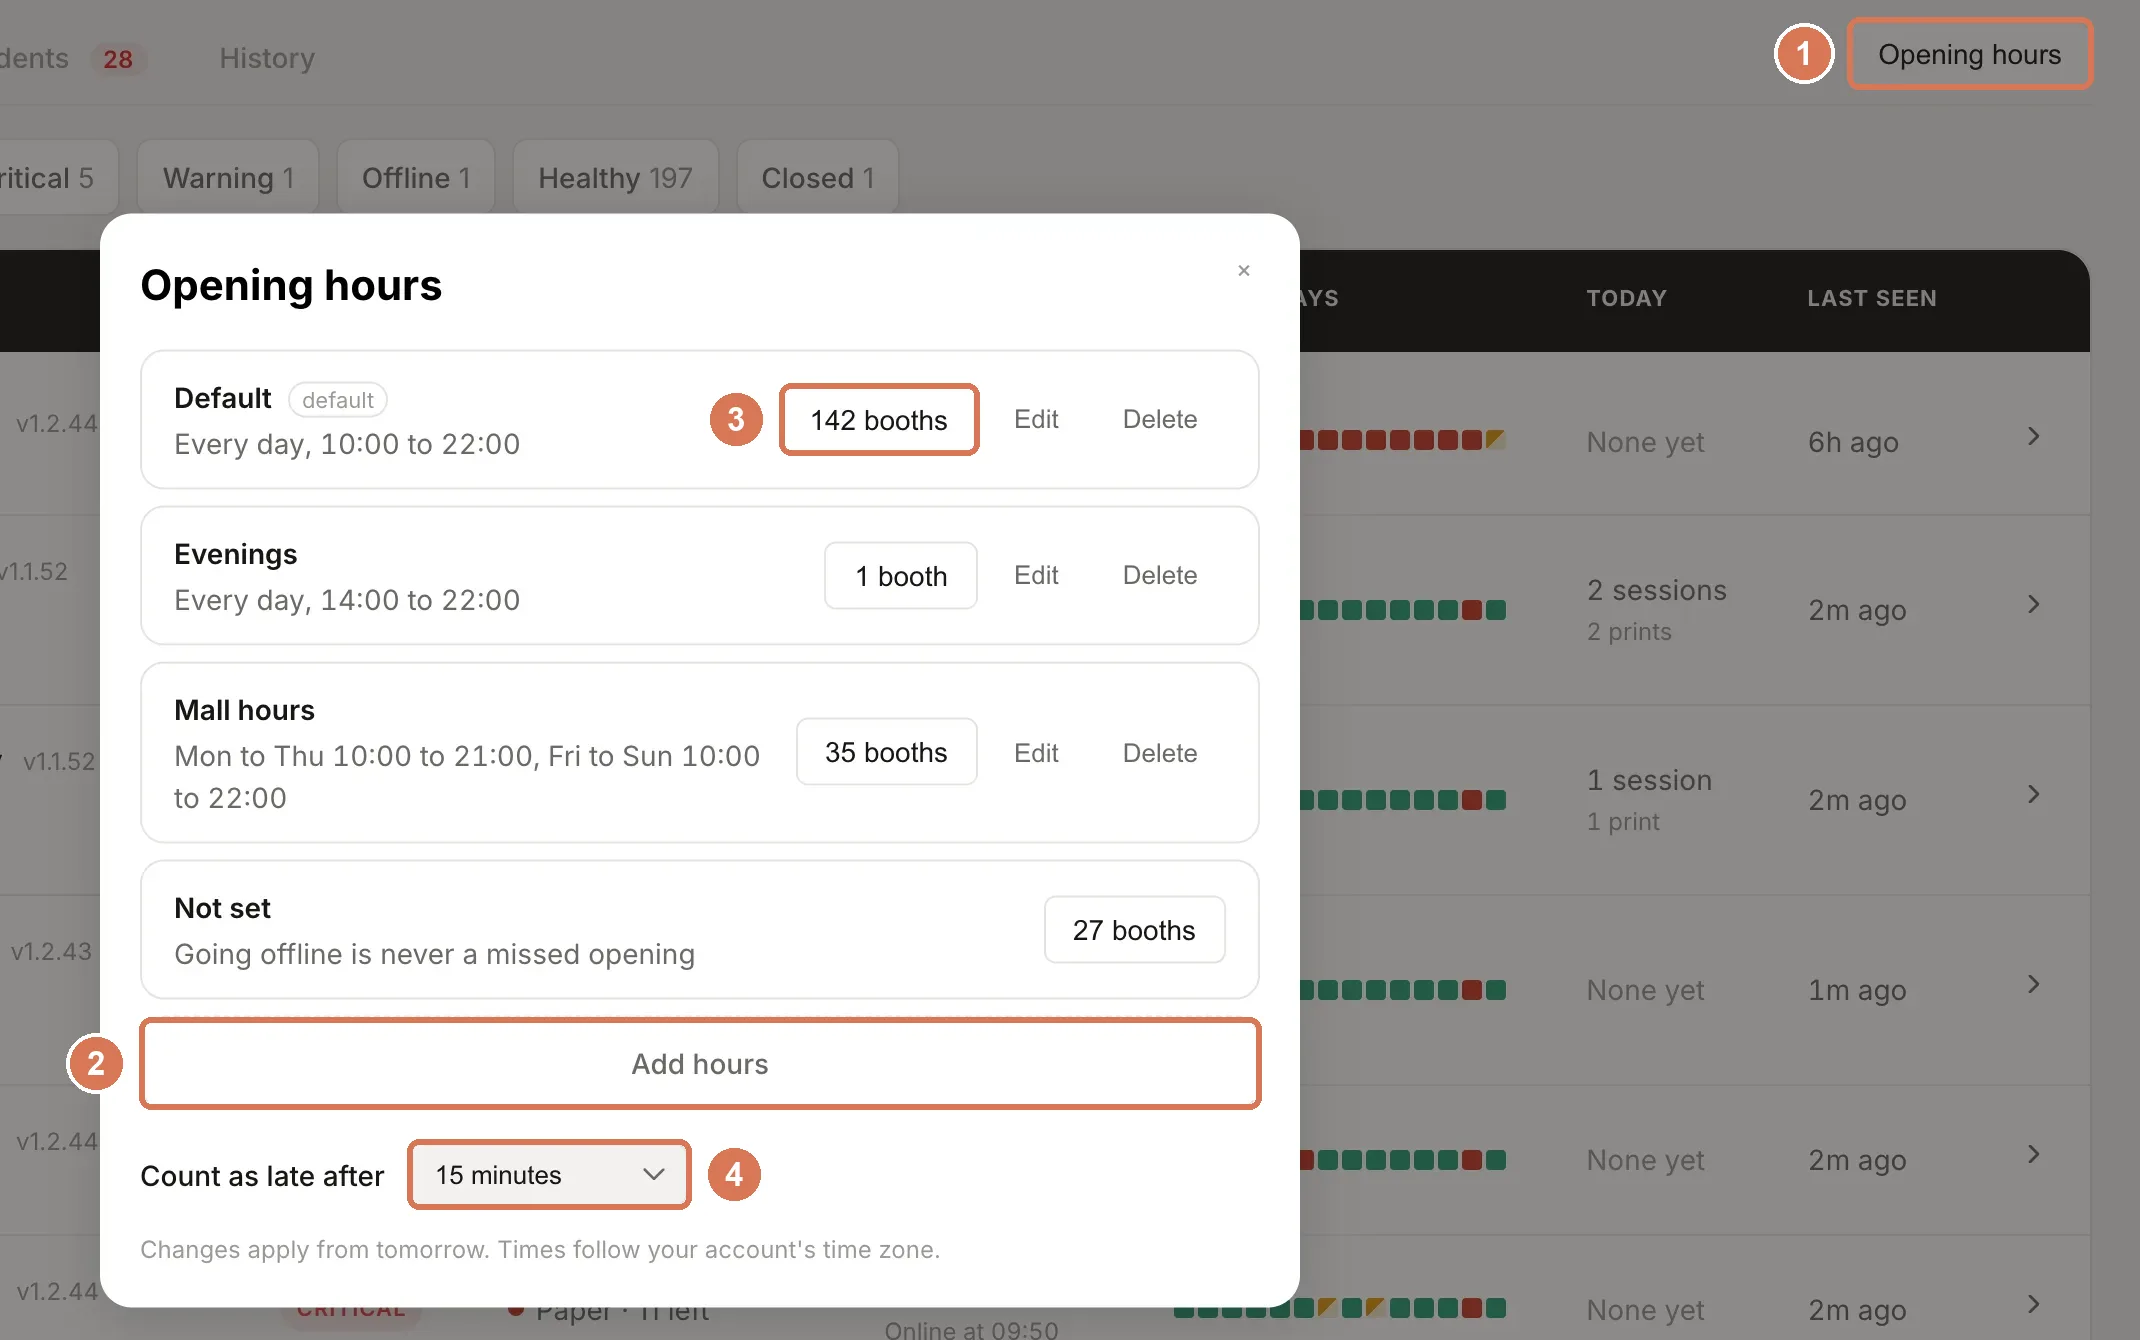 dents 28 History
1 Opening hours
ritical 5 Warning 1 Offline 1 Healthy 197 Closed 1
Opening hours ×
AYS TODAY LAST SEEN
Default default
Every day, 10:00 to 22:00
3 142 booths Edit Delete
v1.2.44 None yet 6h ago
Evenings
Every day, 14:00 to 22:00
1 booth Edit Delete
v1.1.52 2 sessions 2m ago
2 prints
Mall hours
Mon to Thu 10:00 to 21:00, Fri to Sun 10:00
to 22:00
35 booths Edit Delete
v1.1.52 1 session 2m ago
1 print
Not set
Going offline is never a missed opening
27 booths
v1.2.43 None yet 1m ago
2 Add hours
v1.2.44 None yet 2m ago
Count as late after 15 minutes 4
Changes apply from tomorrow. Times follow your account's time zone.
v1.2.44 CRITICAL Paper · 11 left None yet 2m ago
Online at 09:50